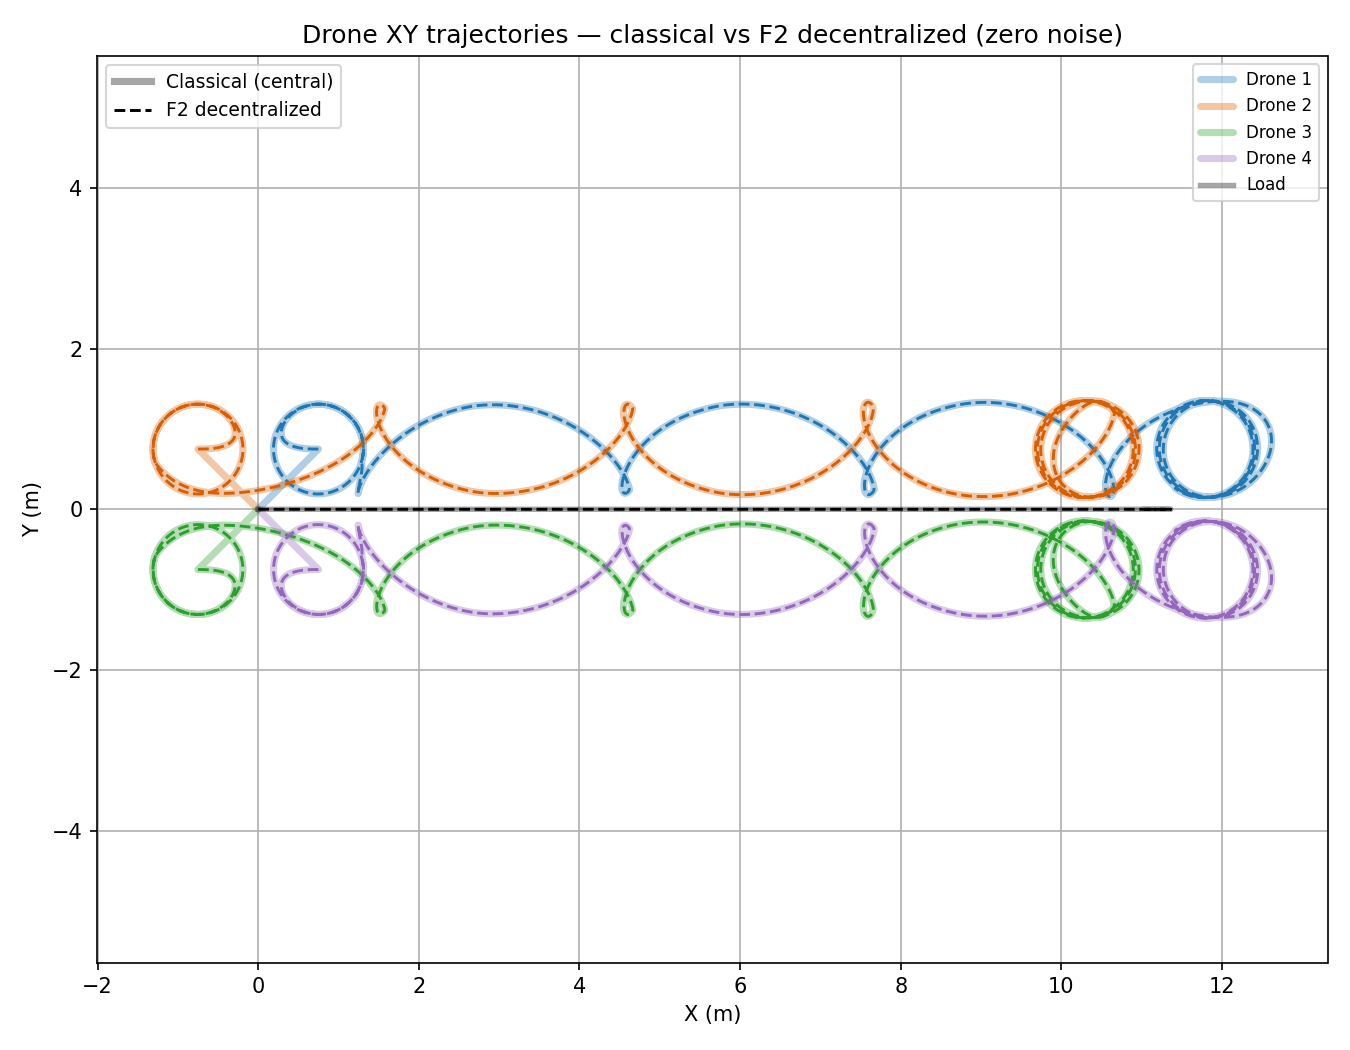 Drone XY trajectories — classical vs F2 decentralized (zero noise)
Classical (central)
F2 decentralized
Drone 1
Drone 2
Drone 3
Drone 4
Load
4
2
0
−2
−4
Y (m)
−2
0
2
4
6
8
10
12
X (m)